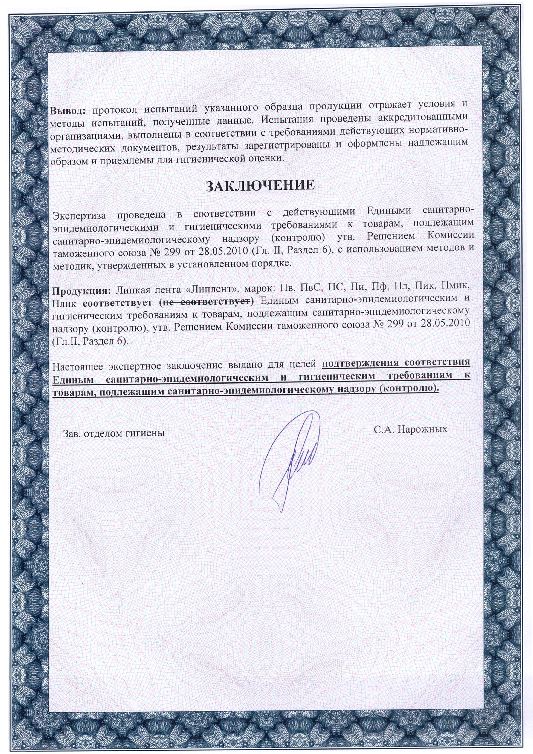 Вывод: протокол испытаний указанного образца продукции отражает условия и
методы испытаний, полученные данные. Испытания проведены аккредитованными
организациями, выполнены в соответствии с требованиями действующих нормативно-
методических документов, результаты зарегистрированы и оформлены надлежащим
образом и приемлемы для гигиенической оценки.
ЗАКЛЮЧЕНИЕ
Экспертиза проведена в соответствии с действующими Едиными санитарно-
эпидемиологическими и гигиеническими требованиями к товарам, подлежащим
санитарно-эпидемиологическому надзору (контролю) утв. Решением Комиссии
таможенного союза № 299 от 28.05.2010 (Гл. II, Раздел 6), с использованием методов и
методик, утвержденных в установленном порядке.
Продукция: Липкая лента «Липлент», марок: Пв, ПвС, ПС, Пи, Пф, Пл, Пик, Пмик,
Плик соответствует (не соответствует) Единым санитарно-эпидемиологическим и
гигиеническим требованиям к товарам, подлежащим санитарно-эпидемиологическому
надзору (контролю), утв. Решением Комиссии таможенного союза № 299 от 28.05.2010
(Гл.II, Раздел 6).
Настоящее экспертное заключение выдано для целей подтверждения соответствия
Единым санитарно-эпидемиологическим и гигиеническим требованиям к
товарам, подлежащим санитарно-эпидемиологическому надзору (контролю).
Зав. отделом гигиены
С.А. Нарожных